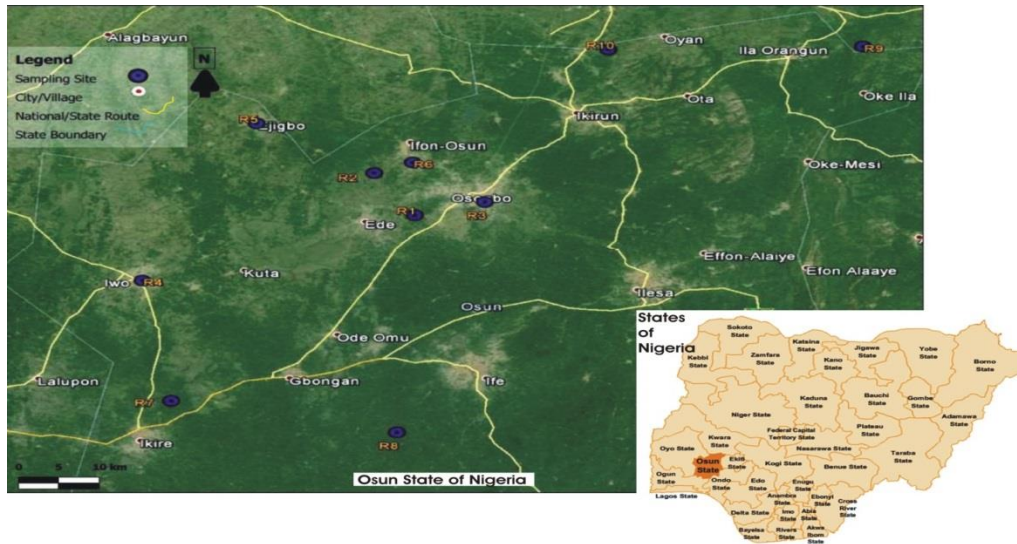 Alagbayun
Legend
Sampling Site
City/Village
National/State Route
State Boundary
N
R10
Oyan
Ila Orangun
R9
Ota
Oke Ila
Ikirun
R5
Ejigbo
Ifon-Osun
R6
R2
Oke-Mesi
Osogbo
R3
R1
Ede
Iwo
R4
Kuta
Effon-Alaiye
Efon Alaaye
Ilesa
Osun
Ode Omu
Lalupon
Gbongan
Ife
R7
Ikire
R8
0 5 10 km
Osun State of Nigeria
States
of
Nigeria
Sokoto
State
Kebbi
State
Zamfara
State
Katsina
State
Kano
State
Jigawa
State
Yobe
State
Borno
State
Kaduna
State
Bauchi
State
Gombe
State
Adamawa
State
Niger State
Federal Capital
Territory State
Plateau
State
Kwara
State
Nasarawa State
Taraba
State
Oyo State
Osun
State
Ekiti
State
Kogi State
Benue State
Ogun
State
Ondo
State
Edo
State
Enugu
State
Lagos State
Anambra
State
Ebonyi
State
Cross
River
State
Delta State
Imo
State
Abia
State
Bayelsa
State
Rivers
State
Akwa
Ibom State